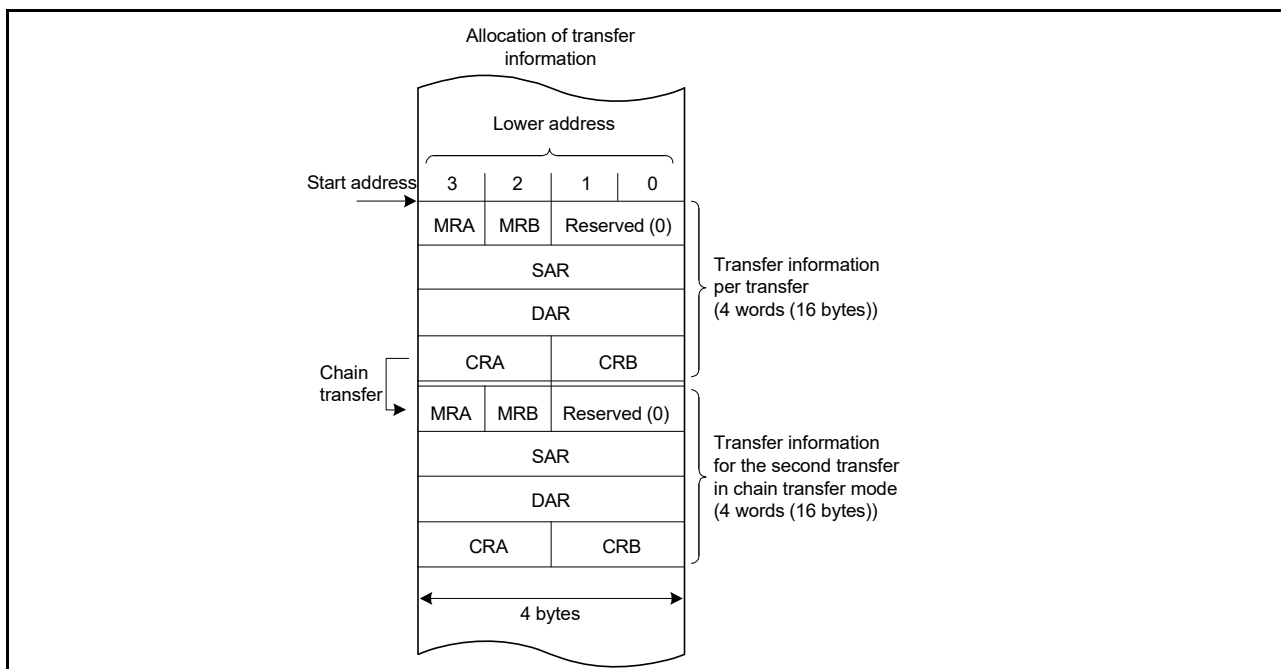 Allocation of transfer
information
Lower address
Start address
3 2 1 0
MRA MRB Reserved (0)
SAR
DAR
CRA CRB
Transfer information
per transfer
(4 words (16 bytes))
Chain
transfer
MRA MRB Reserved (0)
SAR
DAR
CRA CRB
Transfer information
for the second transfer
in chain transfer mode
(4 words (16 bytes))
4 bytes